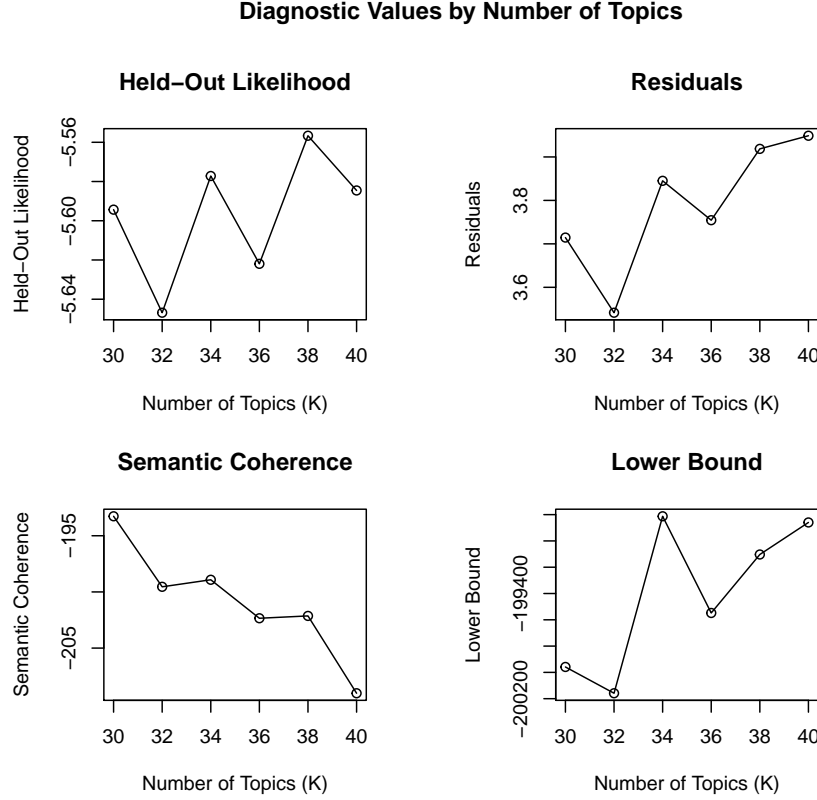 Diagnostic Values by Number of Topics
Held−Out Likelihood
Held−Out Likelihood
−5.56
−5.60
−5.64
30 32 34 36 38 40
Number of Topics (K)
Residuals
Residuals
3.8
3.6
30 32 34 36 38 40
Number of Topics (K)
Semantic Coherence
Semantic Coherence
−195
−205
30 32 34 36 38 40
Number of Topics (K)
Lower Bound
Lower Bound
−199400
−200200
30 32 34 36 38 40
Number of Topics (K)